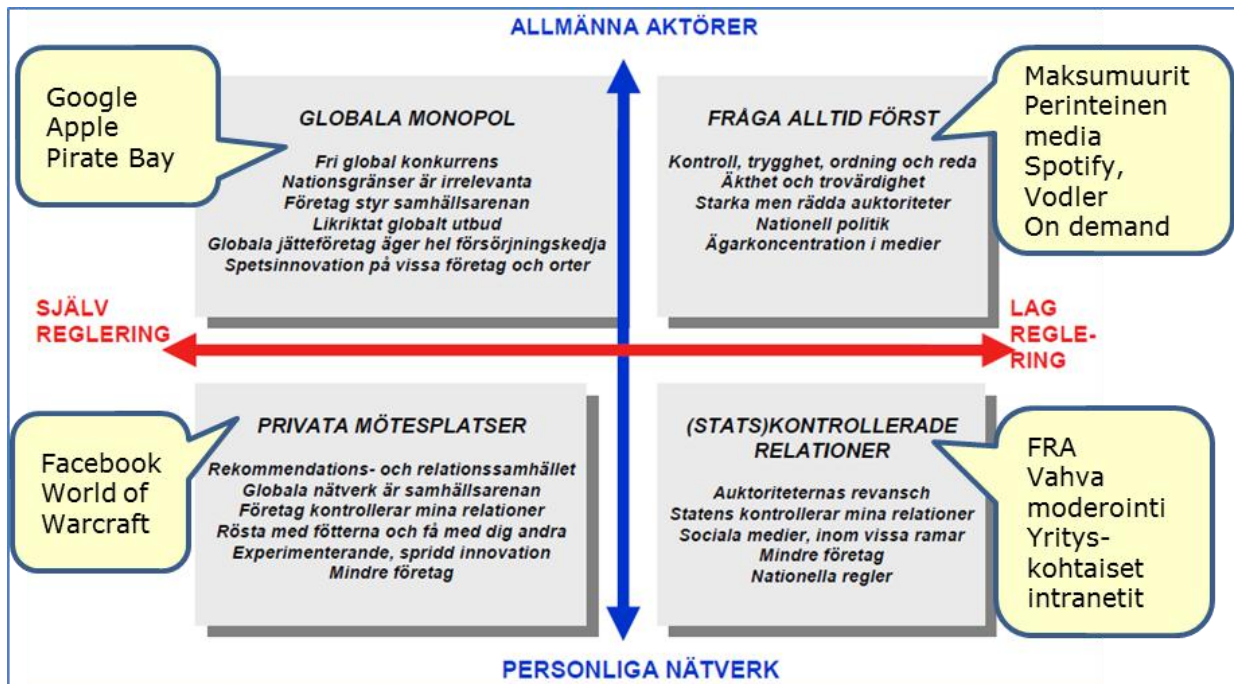 ALLMÄNNA AKTÖRER
Google
Apple
Pirate Bay
GLOBALA MONOPOL
Fri global konkurrens
Nationsgränser är irrelevanta
Företag styr samhällsarenan
Likriktat globalt utbud
Globala jätteföretag äger hel försörjningskedja
Spetsinnovation på vissa företag och orter
FRÅGA ALLTID FÖRST
Kontroll, trygghet, ordning och reda
Äkthet och trovärdighet
Starka men rädda auktoriteter
Nationell politik
Ägarkoncentration i medier
Maksumuurit
Perinteinen
media
Spotify,
Vodler
On demand
SJÄLV
REGLERING
LAG
REGLE-
RING
Facebook
World of
Warcraft
PRIVATA MÖTESPLATSER
Rekommendations- och relationssamhället
Globala nätverk är samhällsarenan
Företag kontrollerar mina relationer
Rösta med fötterna och få med dig andra
Experimenterande, spridd innovation
Mindre företag
(STATS)KONTROLLERADE
RELATIONER
Auktoriteternas revansch
Statens kontrollerar mina relationer
Sociala medier, inom vissa ramar
Mindre företag
Nationella regler
FRA
Vahva
moderointi
Yritys-
kohtaiset
intranetit
PERSONLIGA NÄTVERK